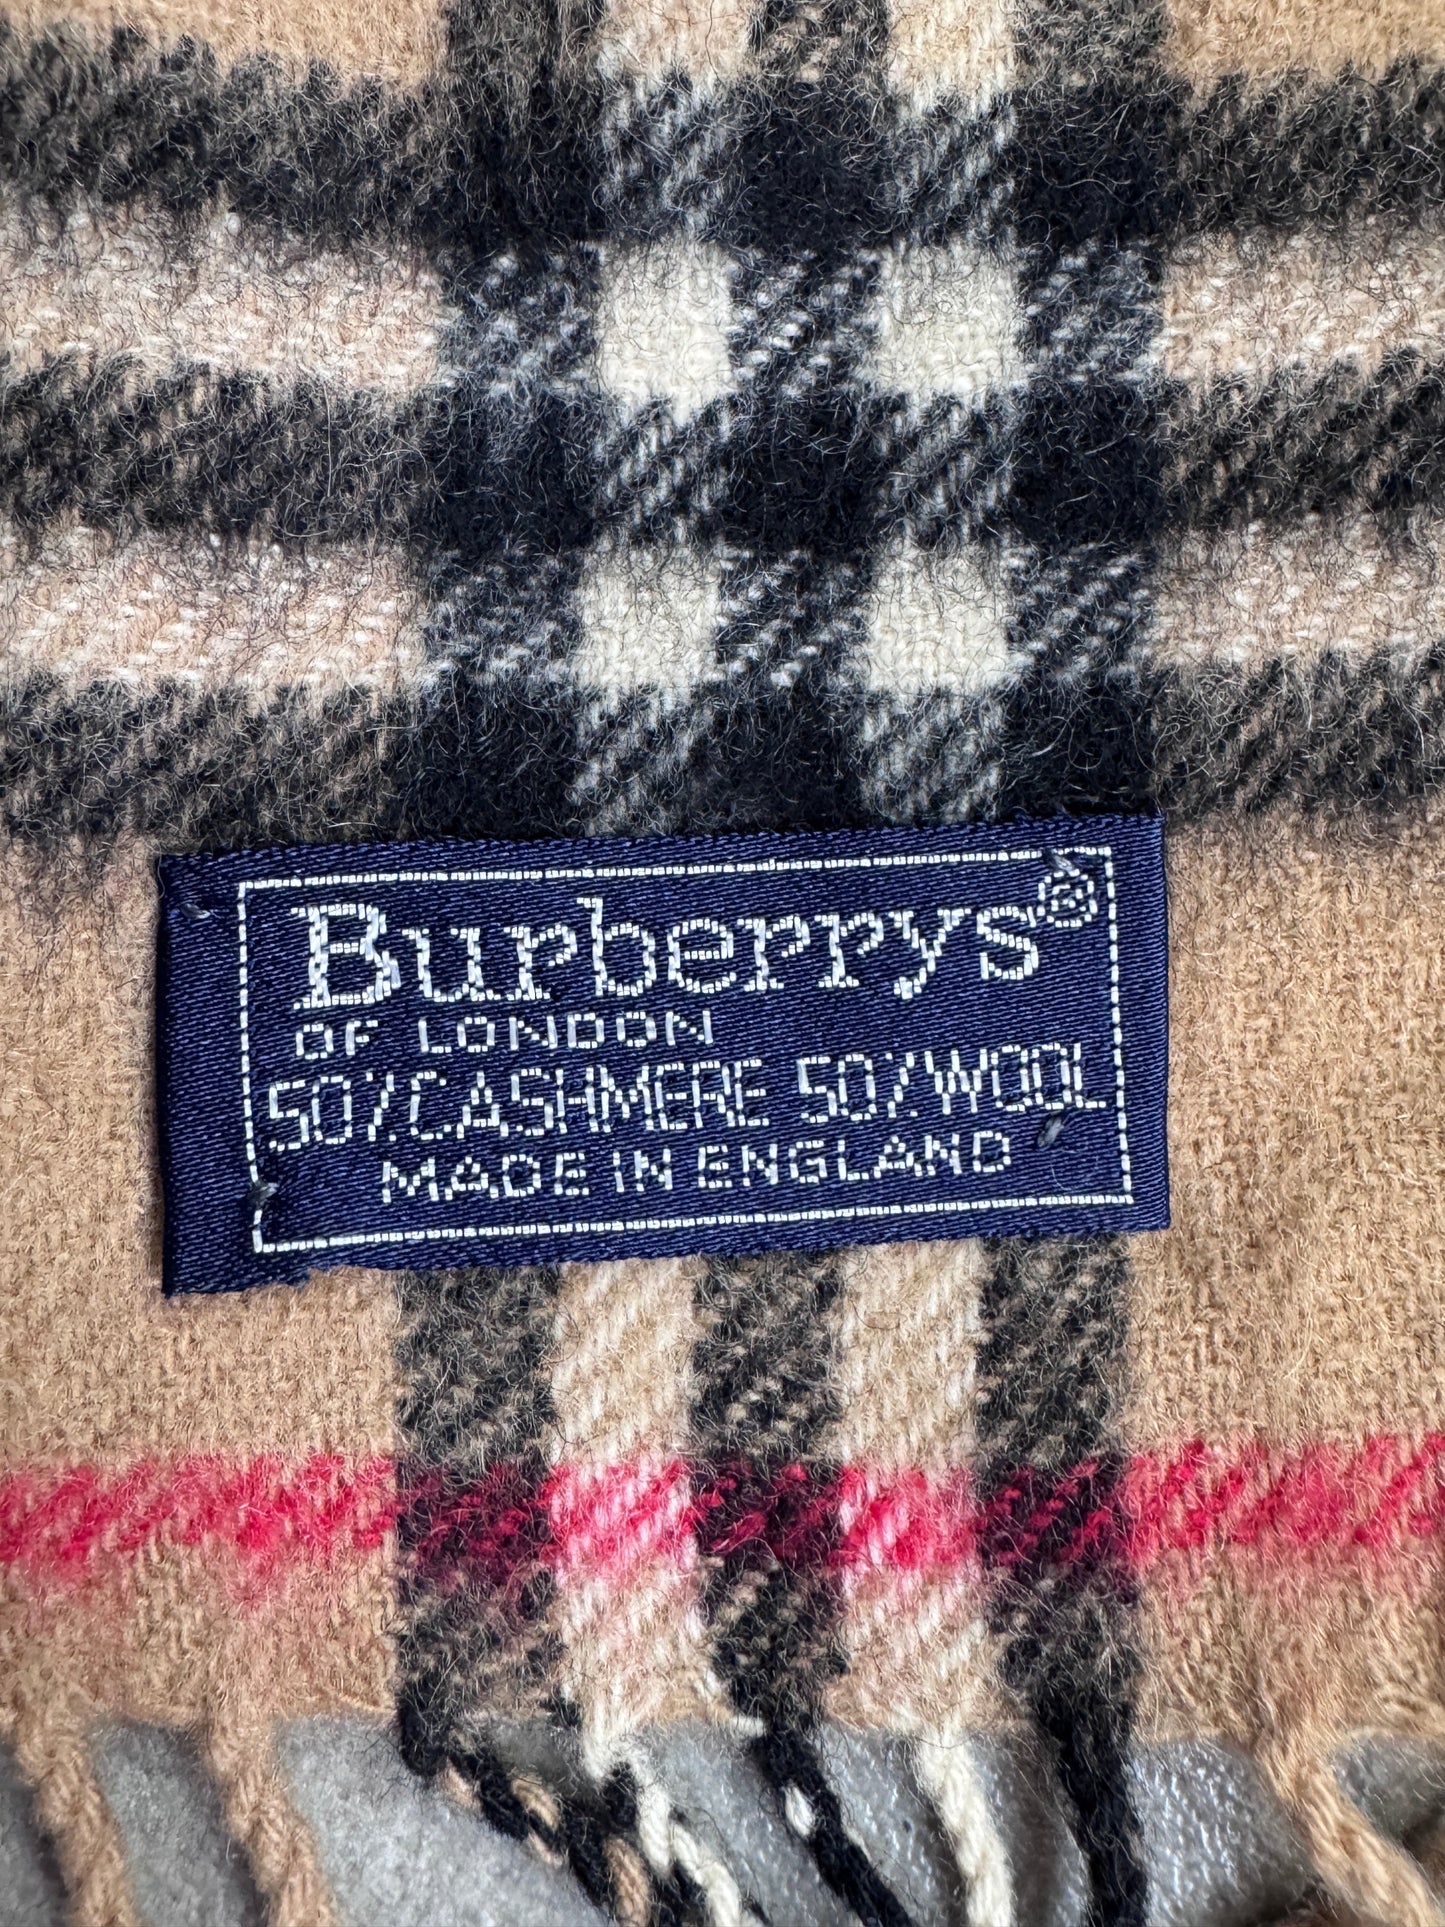 Burberrys®
OF LONDON
50%CASHMERE 50%WOOL
MADE IN ENGLAND